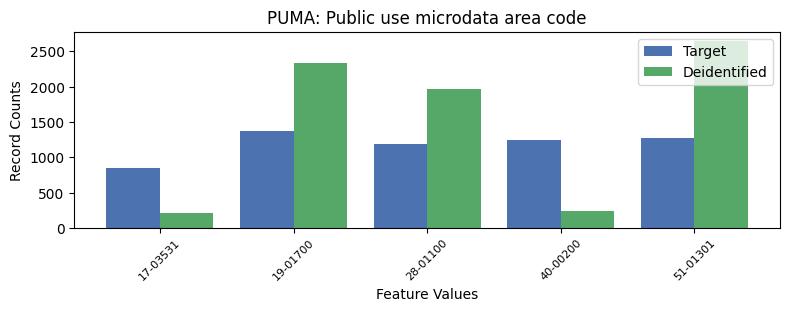 PUMA: Public use microdata area code
Record Counts
2500
2000
1500
1000
500
0
Target
Deidentified
17-03531
19-01700
28-01100
40-00200
51-01301
Feature Values